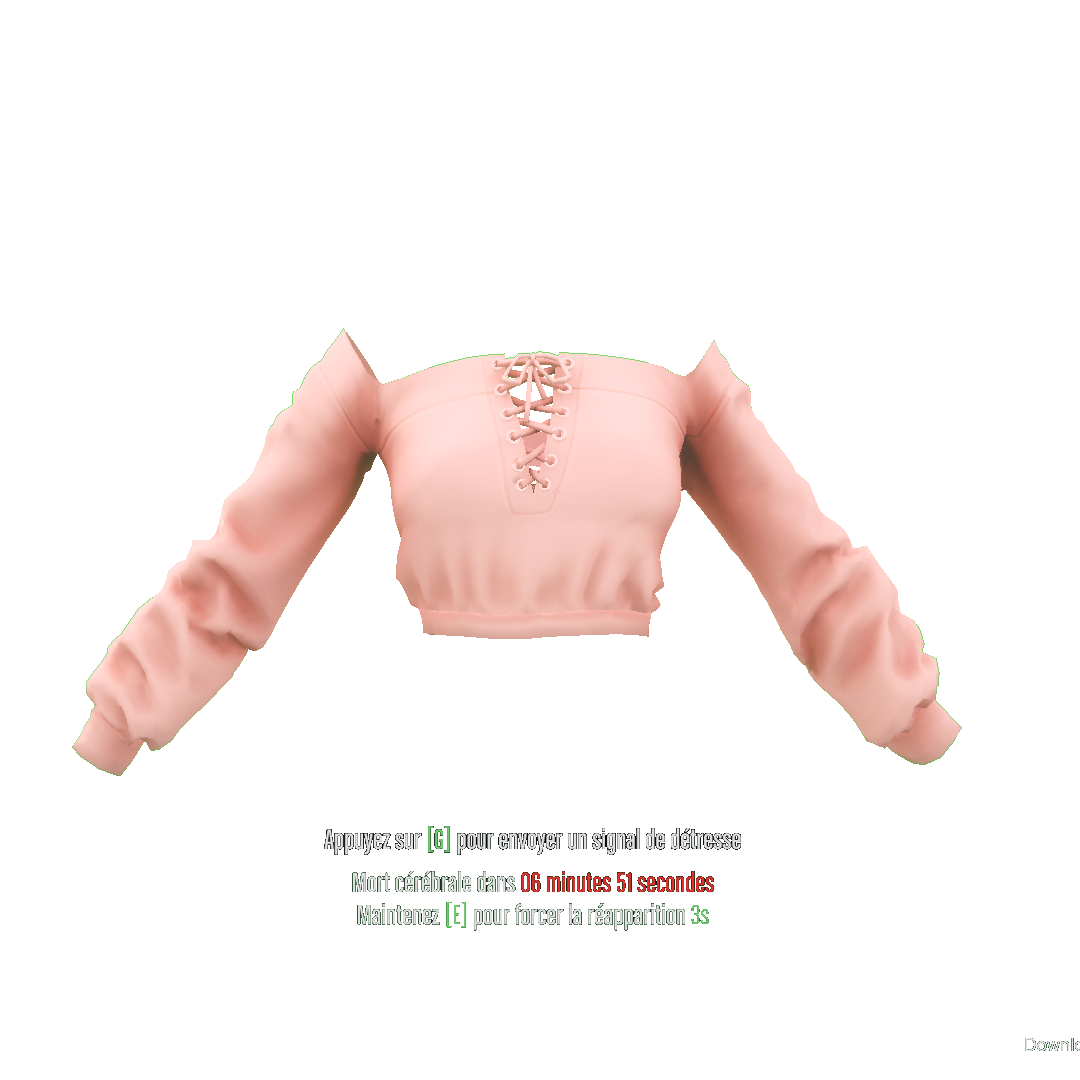 Appuyez sur [G] pour envoyer un signal de détresse
Mort cérébrale dans 06 minutes 51 secondes
Maintenez [E] pour forcer la réapparition 3s